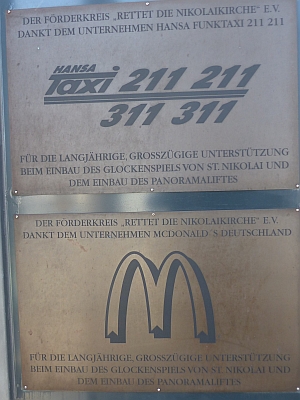 DER FÖRDERKREIS „RETTET DIE NIKOLAIKIRCHE“ E.V.
DANKT DEM UNTERNEHMEN HANSA FUNKTAXI 211 211
HANSA
Taxi 211 211
311 311
FÜR DIE LANGJÄHRIGE, GROSSZÜGIGE UNTERSTÜTZUNG
BEIM EINBAU DES GLOCKENSPIELS VON ST. NIKOLAI UND
DEM EINBAU DES PANORAMALIFTES
DER FÖRDERKREIS „RETTET DIE NIKOLAIKIRCHE“ E.V.
DANKT DEM UNTERNEHMEN MCDONALD´S-DEUTSCHLAND
FÜR DIE LANGJÄHRIGE, GROSSZÜGIGE UNTERSTÜTZUNG
BEIM EINBAU DES GLOCKENSPIELS VON ST. NIKOLAI UND
DEM EINBAU DES PANORAMALIFTES